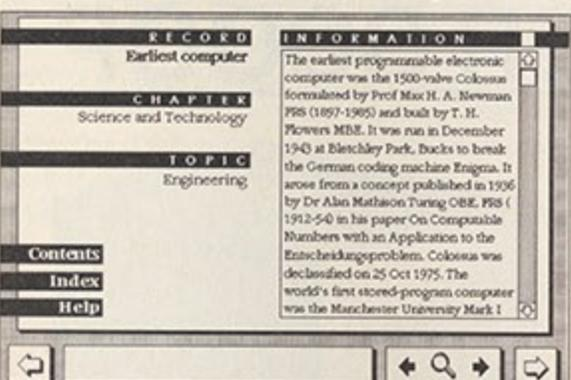 RECORD
Earliest computer
CHAPTER
Science and Technology
TOPIC
Engineering
Contents
Index
Help
INFORMATION
The earliest programmable electronic
computer was the 1500-valve Colossus
formulated by Prof Max H. A. Newman
FRS (1897-1985) and built by T. H.
Flowers MBE. It was run in December
1943 at Bletchley Park, Bucks to break
the German coding machine Enigma. It
arose from a concept published in 1936
by Dr Alan Mathison Turing OBE, FRS (
1912-54) in his paper On Computable
Numbers with an Application to the
Entscheidungsproblem. Colossus was
declassified on 25 Oct 1975. The
world's first stored-program computer
was the Manchester University Mark I